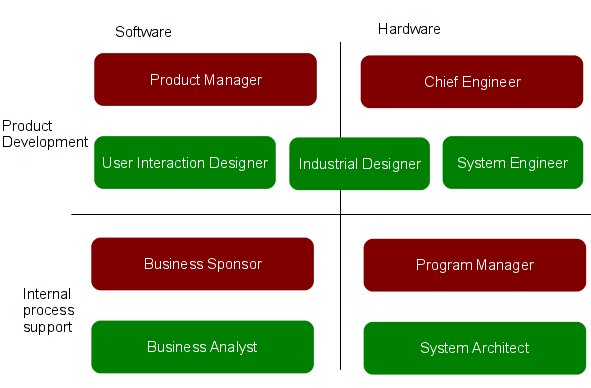 Software
Hardware
Product Manager
Chief Engineer
Product
Development
User Interaction Designer
Industrial Designer
System Engineer
Business Sponsor
Program Manager
Internal
process
support
Business Analyst
System Architect